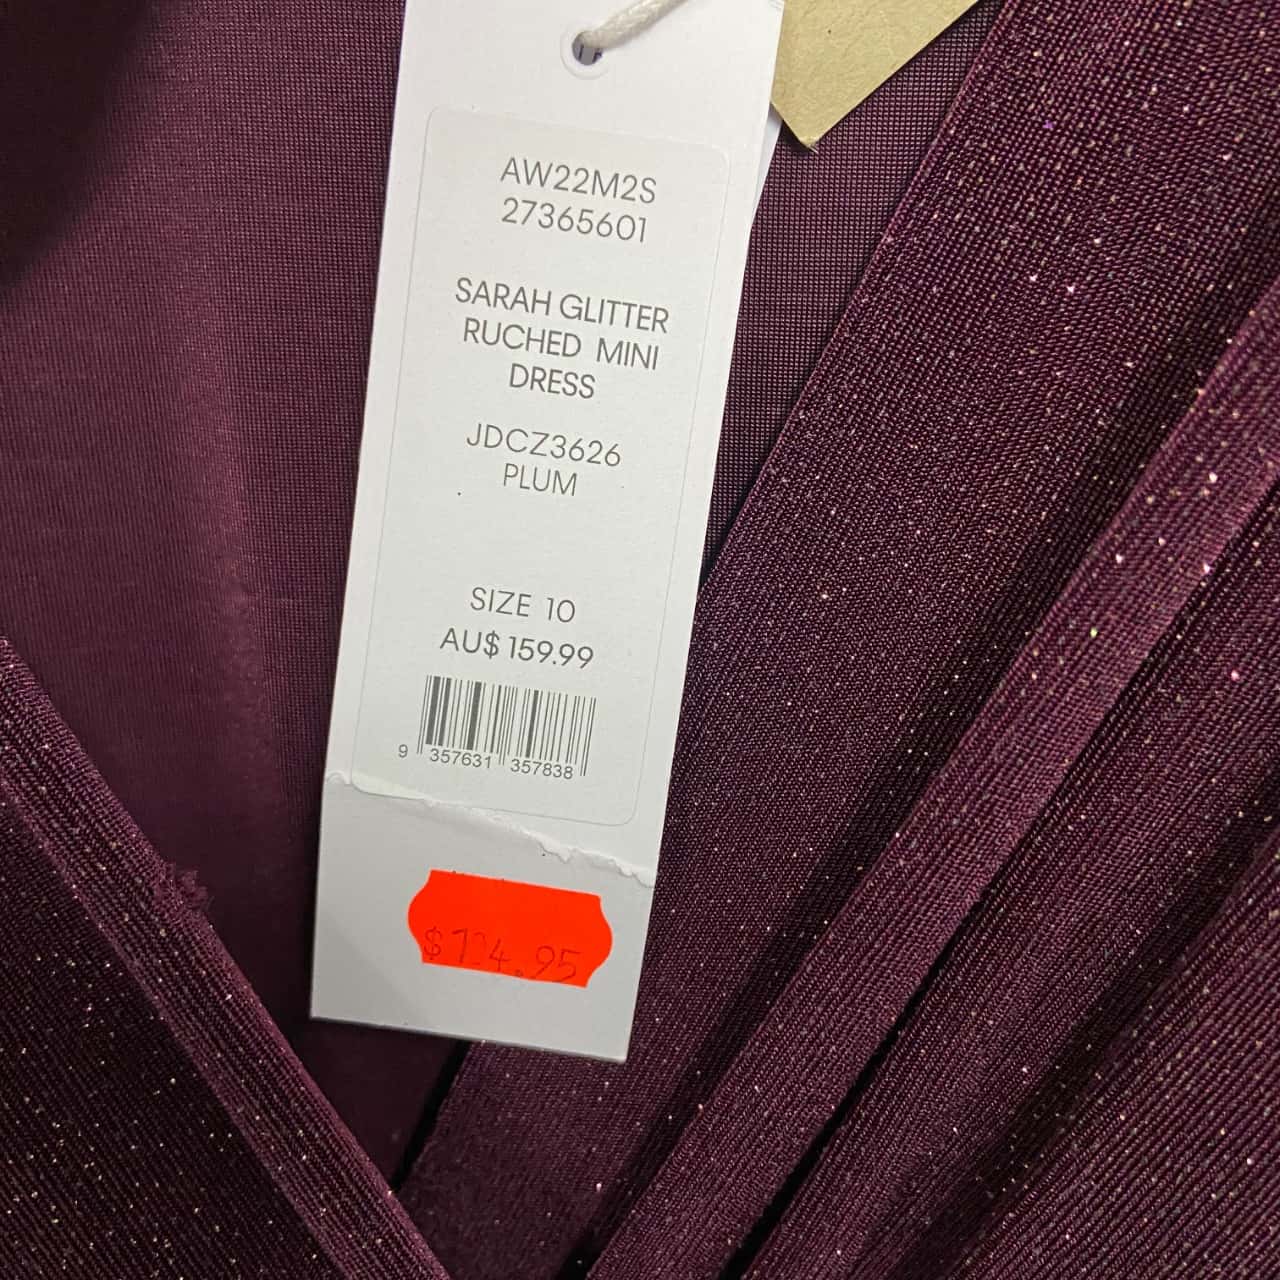 AW22M2S
27365601
SARAH GLITTER
RUCHED MINI
DRESS
JDCZ3626
PLUM
SIZE 10
AU$ 159.99
9 357631 357838